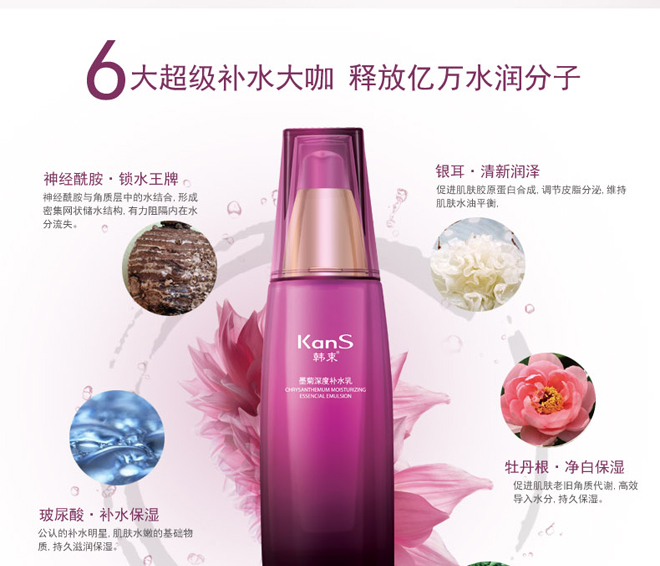 6大超级补水大咖 释放亿万水润分子
神经酰胺·锁水王牌
神经酰胺与角质层中的水结合, 形成
密集网状储水结构, 有力阻隔内在水
分流失。
银耳·清新润泽
促进肌肤胶原蛋白合成, 调节皮脂分泌, 维持
肌肤水油平衡,
KanS
韩束®
墨菊深度补水乳
CHRYSANTHEMUM MOISTURIZING
ESSENCIAL EMULSION
牡丹根·净白保湿
促进肌肤老旧角质代谢, 高效
导入水分, 持久保湿。
玻尿酸·补水保湿
公认的补水明星, 肌肤水嫩的基础物
质, 持久滋润保湿。